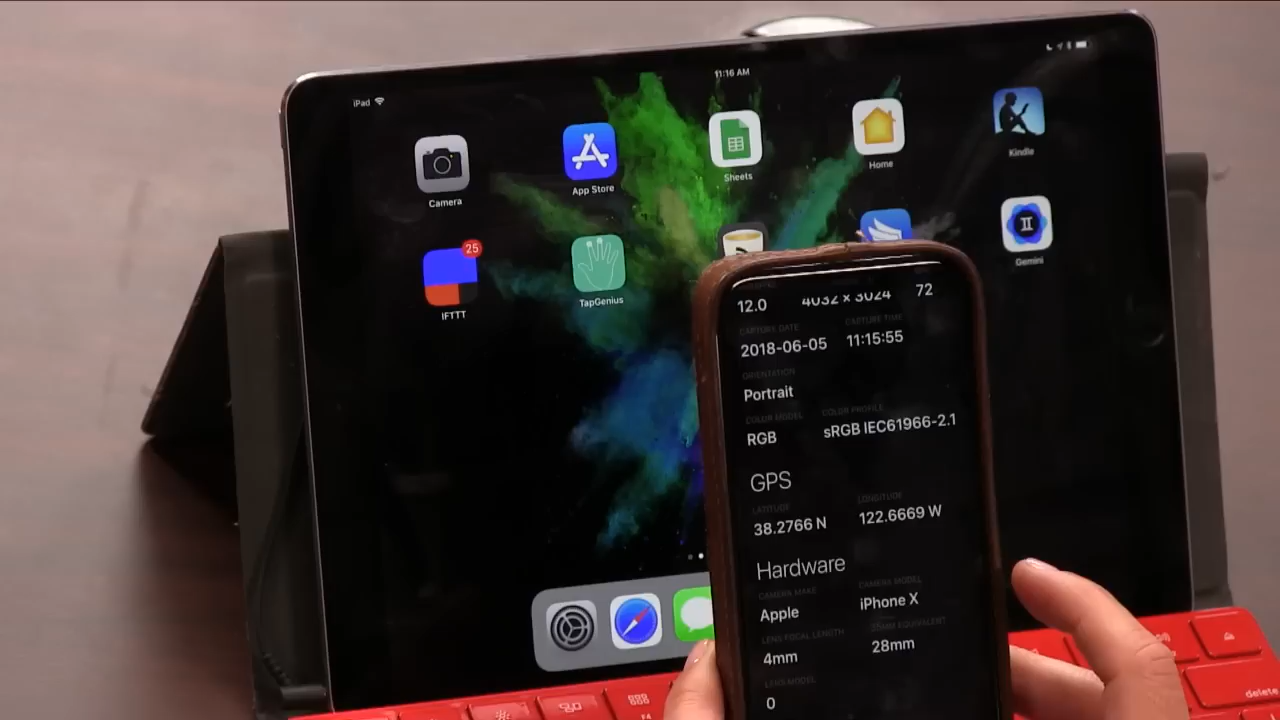 11:16 AM
iPad
Camera
App Store
Sheets
Home
Kindle
25
IFTTT
TapGenius
Gemini
12.0 4032 x 3024 72
CAPTURE DATE CAPTURE TIME
2018-06-05 11:15:55
ORIENTATION
Portrait
COLOR MODEL COLOR PROFILE
RGB sRGB IEC61966-2.1
GPS
LATITUDE LONGITUDE
38.2766 N 122.6669 W
Hardware
CAMERA MAKE CAMERA MODEL
Apple iPhone X
LENS FOCAL LENGTH 35MM EQUIVALENT
4mm 28mm
LENS MODEL
0
F4
delete